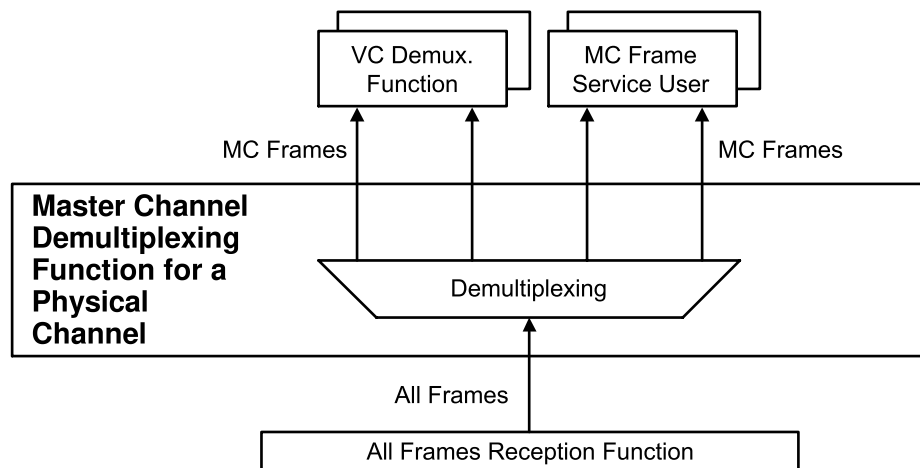 VC Demux.
Function
MC Frame
Service User
MC Frames
MC Frames
Master Channel
Demultiplexing
Function for a
Physical
Channel
Demultiplexing
All Frames
All Frames Reception Function